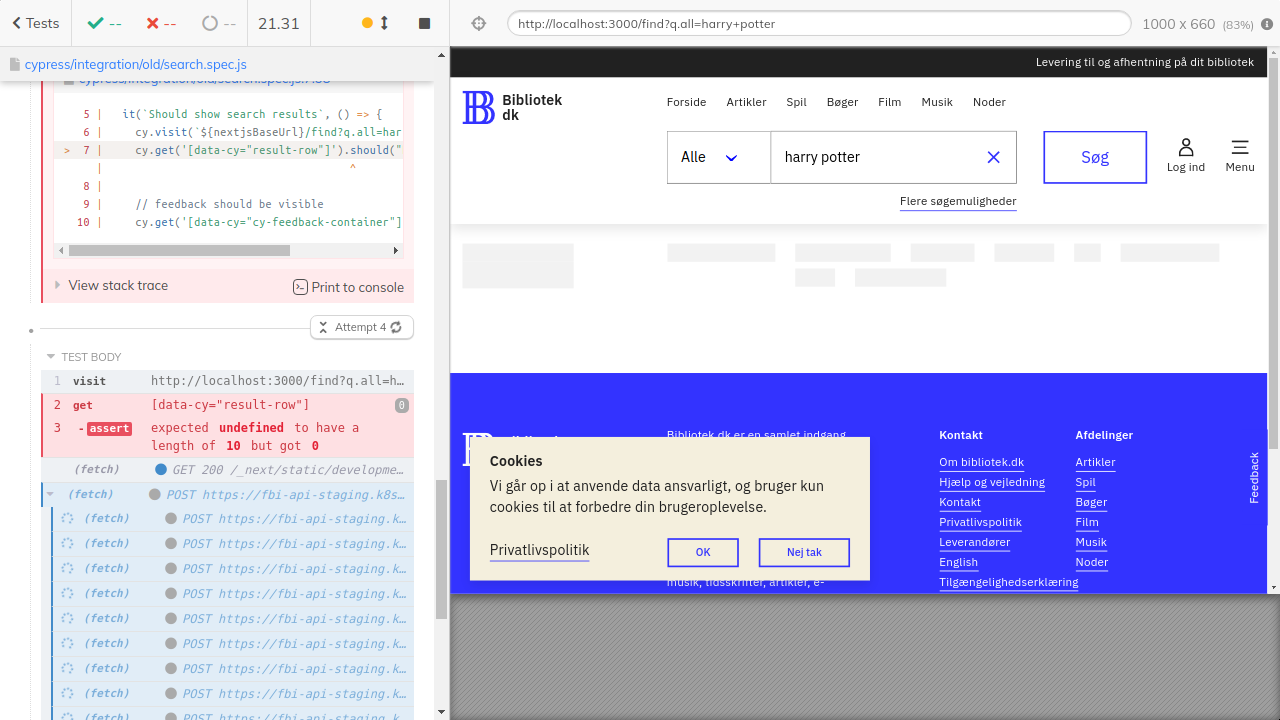 Tests
--
--
--
21.31
http://localhost:3000/find?q.all=harry+potter
1000 x 660 (83%)
cypress/integration/old/search.spec.js
5 | it(`Should show search results`, () => {
6 | cy.visit(`${nextjsBaseUrl}/find?q.all=har
> 7 | cy.get('[data-cy="result-row"]').should("
| ^
8 |
9 | // feedback should be visible
10 | cy.get('[data-cy="cy-feedback-container"]
View stack trace
Print to console
Attempt 4
TEST BODY
1 visit http://localhost:3000/find?q.all=h…
2 get [data-cy="result-row"] 0
3 -assert expected undefined to have a
length of 10 but got 0
(fetch) GET 200 /_next/static/developme…
(fetch) POST https://fbi-api-staging.k8s…
(fetch) POST https://fbi-api-staging.k…
(fetch) POST https://fbi-api-staging.k…
(fetch) POST https://fbi-api-staging.k…
(fetch) POST https://fbi-api-staging.k…
(fetch) POST https://fbi-api-staging.k…
(fetch) POST https://fbi-api-staging.k…
(fetch) POST https://fbi-api-staging.k…
(fetch) POST https://fbi-api-staging.k…
(fetch) POST https://fbi-api-staging.k…
Levering til og afhentning på dit bibliotek
Bibliotek
dk
Forside Artikler Spil Bøger Film Musik Noder
Alle
harry potter
Søg
Log ind
Menu
Flere søgemuligheder
Bibliotek.dk er en samlet indgang
musik, tidsskrifter, artikler, e-
Cookies
Vi går op i at anvende data ansvarligt, og bruger kun
cookies til at forbedre din brugeroplevelse.
Privatlivspolitik
OK
Nej tak
Kontakt
Om bibliotek.dk
Hjælp og vejledning
Kontakt
Privatlivspolitik
Leverandører
English
Tilgængelighedserklæring
Afdelinger
Artikler
Spil
Bøger
Film
Musik
Noder
Feedback